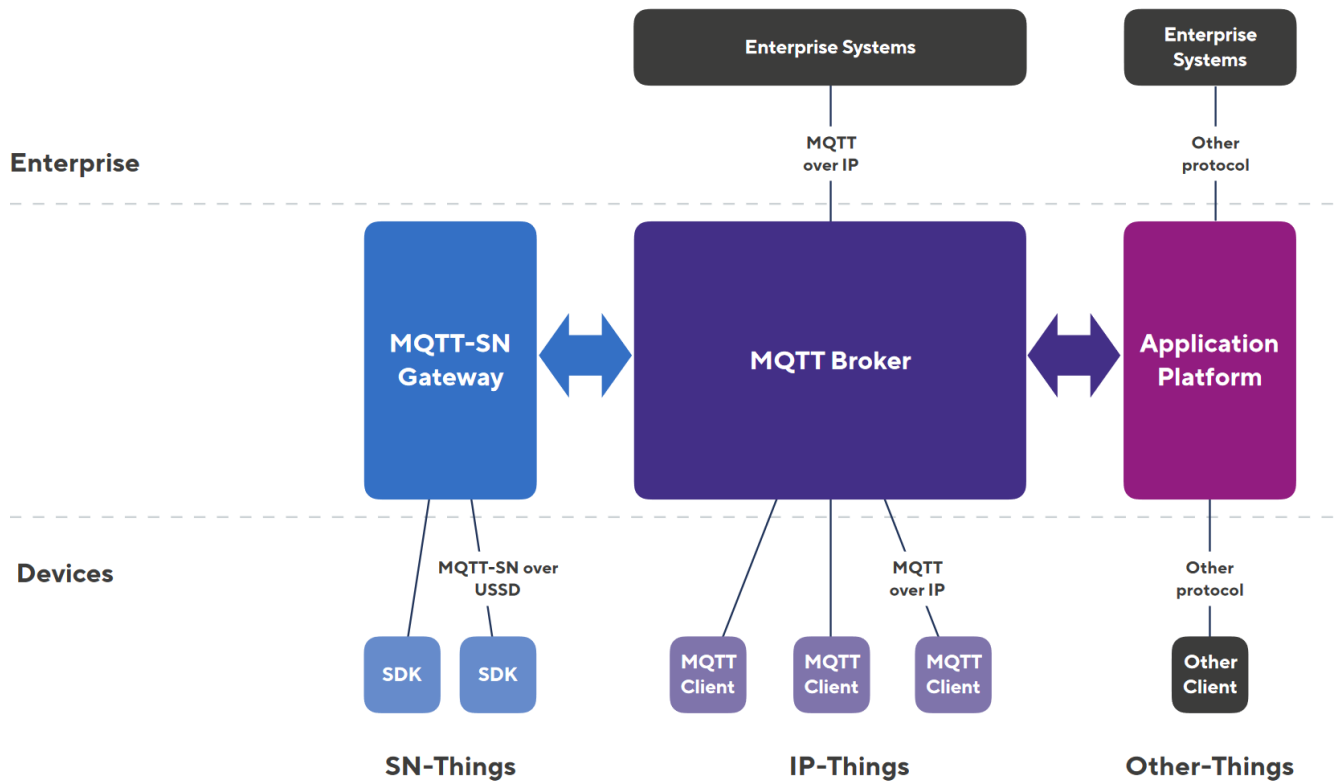 Enterprise Systems
Enterprise
Systems
MQTT
over IP
Other
protocol
Enterprise
MQTT-SN
Gateway
MQTT Broker
Application
Platform
Devices
MQTT-SN over
USSD
MQTT
over IP
Other
protocol
SDK
SDK
MQTT
Client
MQTT
Client
MQTT
Client
Other
Client
SN-Things
IP-Things
Other-Things